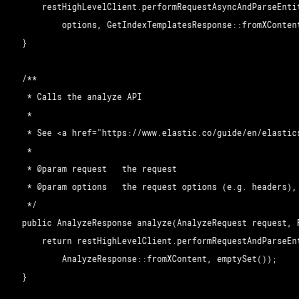 restHighLevelClient.performRequestAsyncAndParseEntit
options, GetIndexTemplatesResponse::fromXContent
}
/**
* Calls the analyze API
*
* See <a href="https://www.elastic.co/guide/en/elastics
*
* @param request   the request
* @param options   the request options (e.g. headers),
*/
public AnalyzeResponse analyze(AnalyzeRequest request, R
return restHighLevelClient.performRequestAndParseEnt
AnalyzeResponse::fromXContent, emptySet());
}